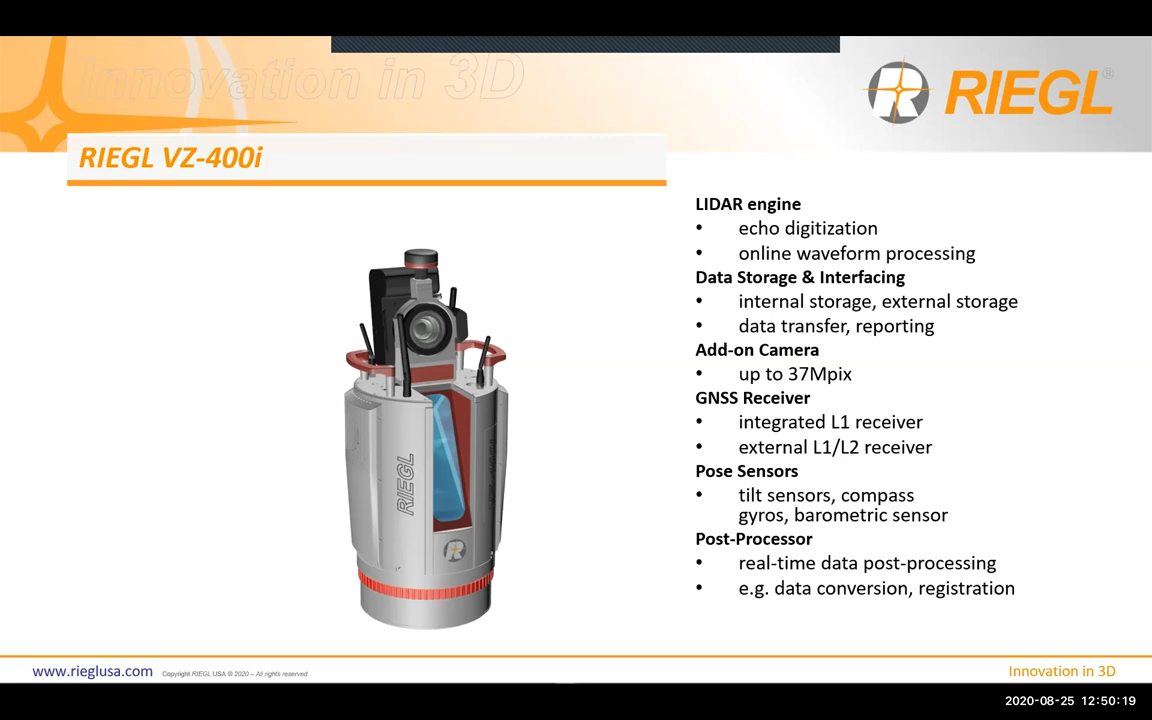 Innovation in 3D
RIEGL®
RIEGL VZ-400i
LIDAR engine
• echo digitization
• online waveform processing
Data Storage & Interfacing
• internal storage, external storage
• data transfer, reporting
Add-on Camera
• up to 37Mpix
GNSS Receiver
• integrated L1 receiver
• external L1/L2 receiver
Pose Sensors
• tilt sensors, compass
gyros, barometric sensor
Post-Processor
• real-time data post-processing
• e.g. data conversion, registration
RIEGL
www.rieglusa.com
Copyright RIEGL USA © 2020 – All rights reserved.
Innovation in 3D
2020-08-25 12:50:19